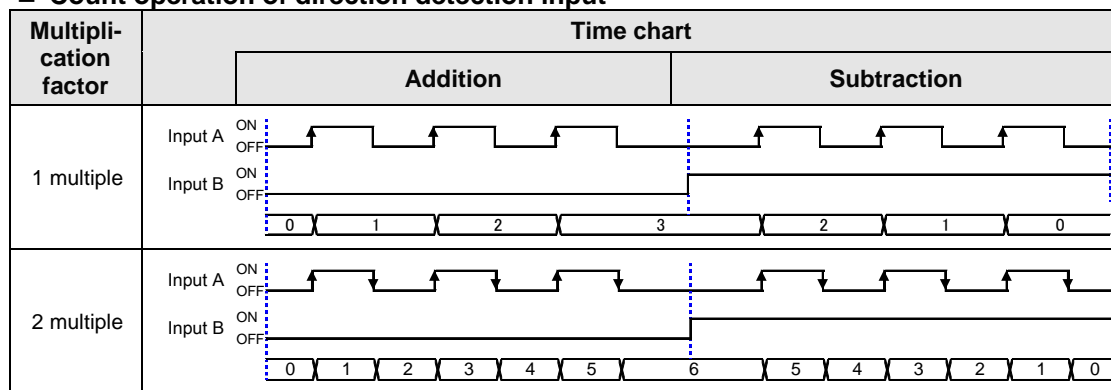 Count operation of direction detection input
Multipli-
cation
factor
Time chart
Addition
Subtraction
1 multiple
Input A
ON
OFF
Input B
ON
OFF
0 1 2 3 2 1 0
2 multiple
Input A
ON
OFF
Input B
ON
OFF
0 1 2 3 4 5 6 5 4 3 2 1 0